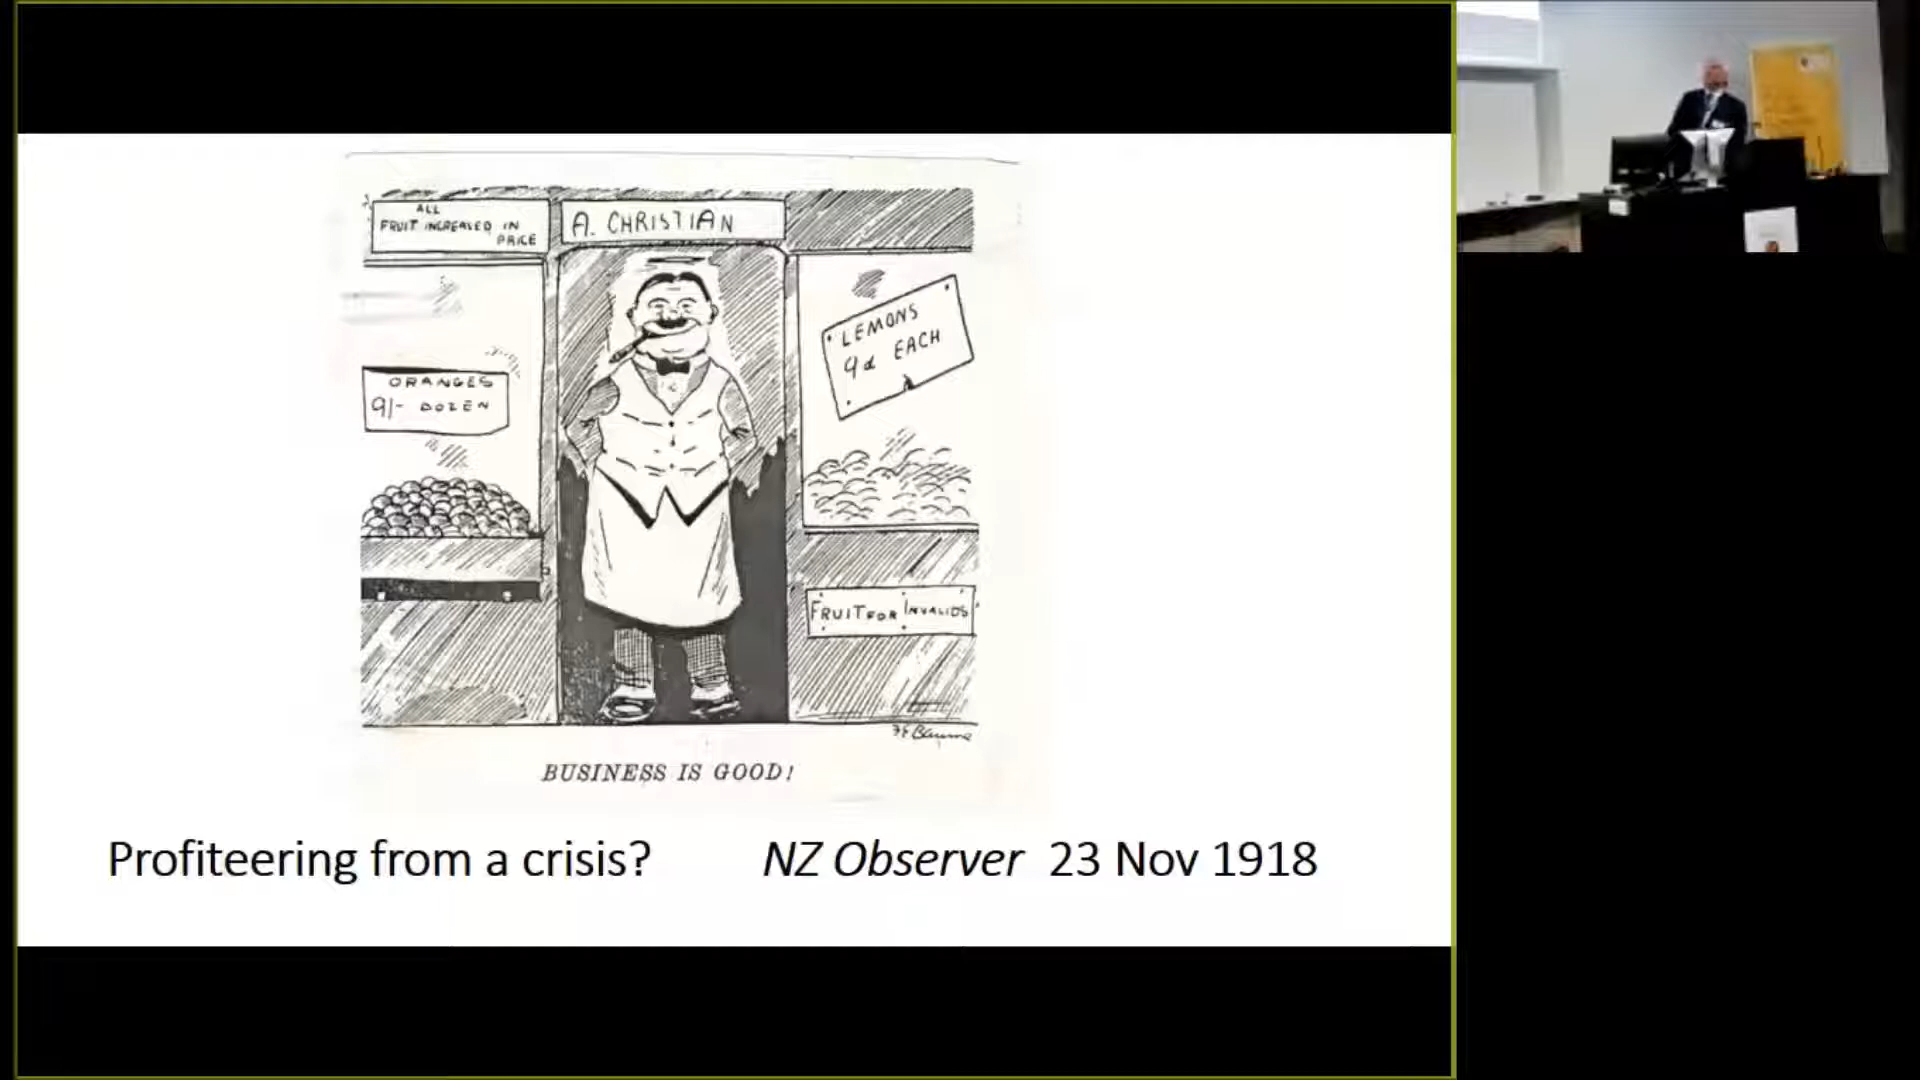 ALL
FRUIT INCREASED IN
PRICE
A. CHRISTIAN
LEMONS
9d EACH
ORANGES
9/- DOZEN
FRUIT FOR INVALIDS
BUSINESS IS GOOD!
Profiteering from a crisis?
NZ Observer 23 Nov 1918